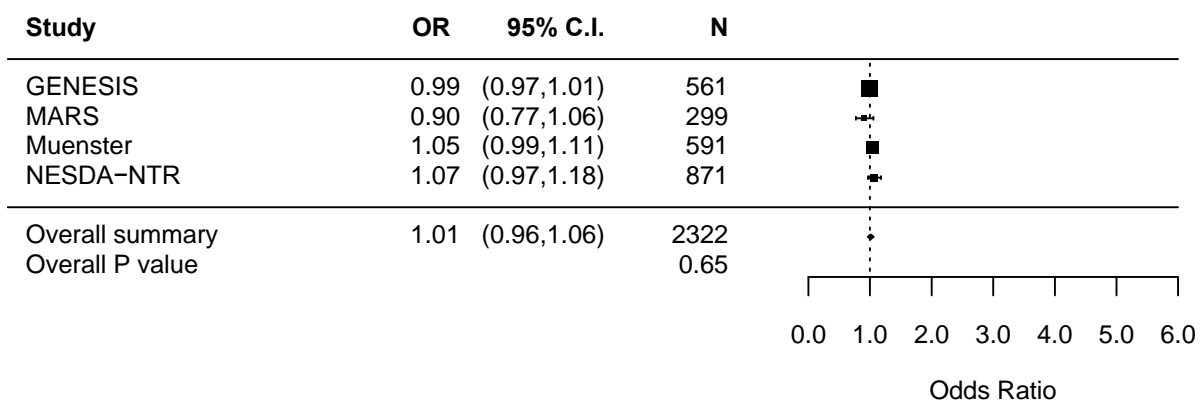 Study OR 95% C.I. N
GENESIS 0.99 (0.97,1.01) 561
MARS 0.90 (0.77,1.06) 299
Muenster 1.05 (0.99,1.11) 591
NESDA−NTR 1.07 (0.97,1.18) 871
Overall summary 1.01 (0.96,1.06) 2322
Overall P value 0.65
0.0 1.0 2.0 3.0 4.0 5.0 6.0
Odds Ratio